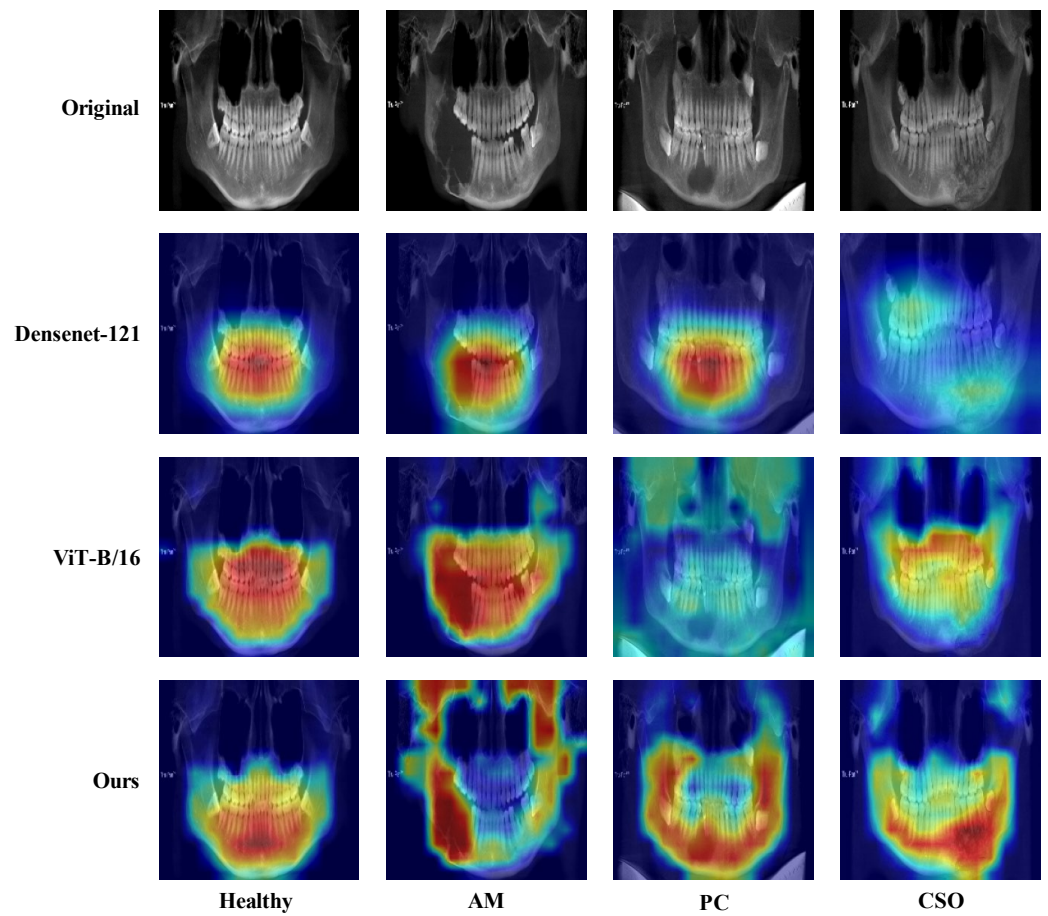 Original
Densenet-121
ViT-B/16
Ours
Healthy
AM
PC
CSO